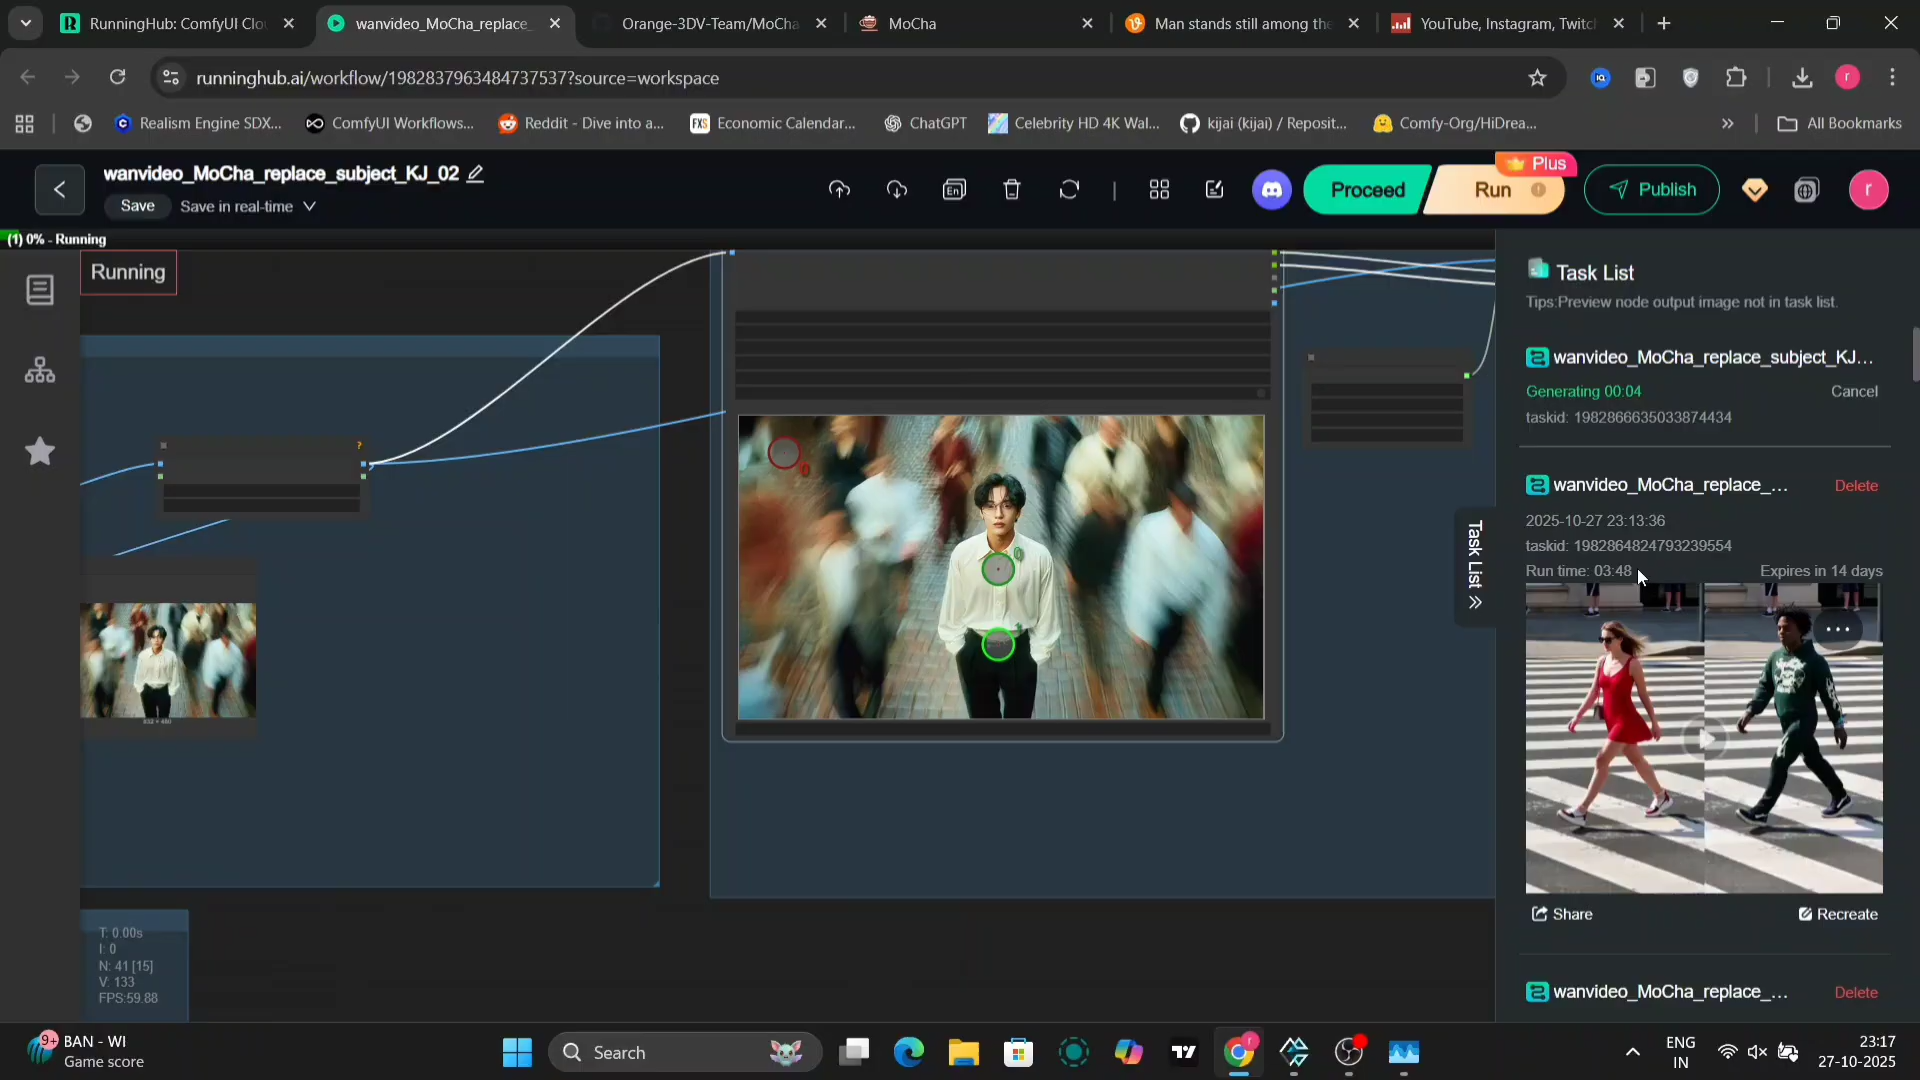 RunningHub: ComfyUI Clo
wanvideo_MoCha_replace_
Orange-3DV-Team/MoCha
MoCha
Man stands still among the
YouTube, Instagram, Twitc
runninghub.ai/workflow/1982837963484737537?source=workspace
Realism Engine SDX...
ComfyUI Workflows...
Reddit - Dive into a...
FXS
Economic Calendar...
ChatGPT
Celebrity HD 4K Wal...
kijai (kijai) / Reposit...
Comfy-Org/HiDrea...
All Bookmarks
wanvideo_MoCha_replace_subject_KJ_02
Save
Save in real-time
En
Proceed
Run
Plus
Publish
r
(1) 0% - Running
Running
Task List
Tips:Preview node output image not in task list.
wanvideo_MoCha_replace_subject_KJ...
Generating 00:04
Cancel
taskid: 1982866635033874434
wanvideo_MoCha_replace_...
Delete
2025-10-27 23:13:36
taskid: 1982864824793239554
Run time: 03:48
Expires in 14 days
Task List
832 × 480
Share
Recreate
wanvideo_MoCha_replace_...
Delete
T: 0.00s
I: 0
N: 41 [15]
V: 133
FPS:59.88
9+
BAN - WI
Game score
Search
ENG
IN
23:17
27-10-2025